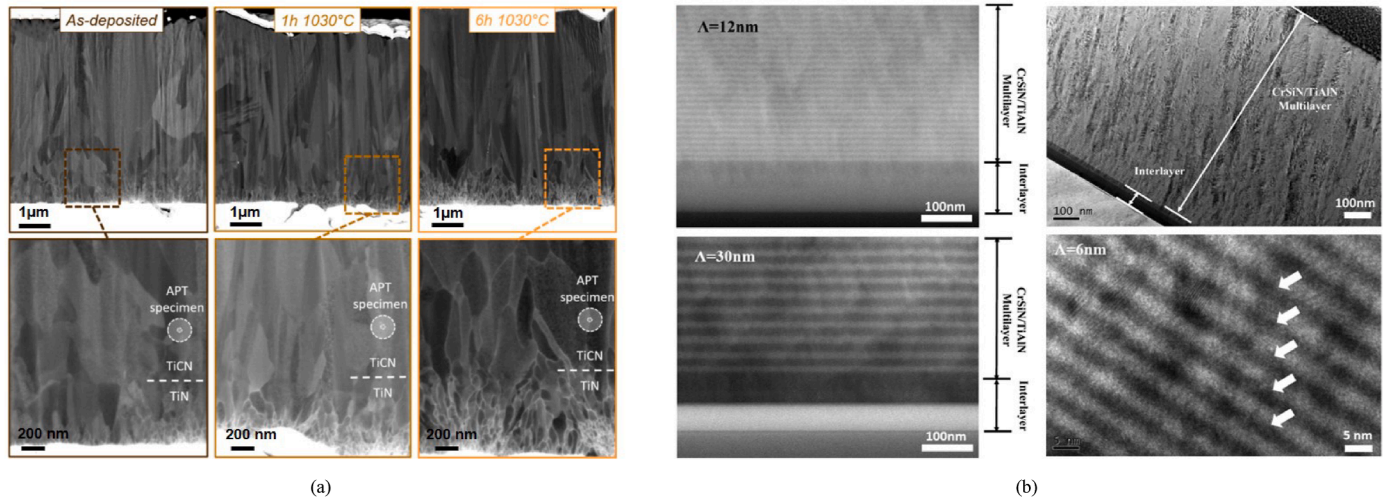 As-deposited
1h 1030°C
6h 1030°C
1µm
1µm
1µm
APT
specimen
TiCN
TiN
200 nm
APT
specimen
TiCN
TiN
200 nm
APT
specimen
TiCN
TiN
200 nm
(a)
Λ=12nm
CrSiN/TiAlN
Multilayer
Interlayer
100nm
CrSiN/TiAlN
Multilayer
Interlayer
100 nm
100nm
Λ=30nm
CrSiN/TiAlN
Multilayer
Interlayer
100nm
Λ=6nm
5 nm
5 nm
(b)